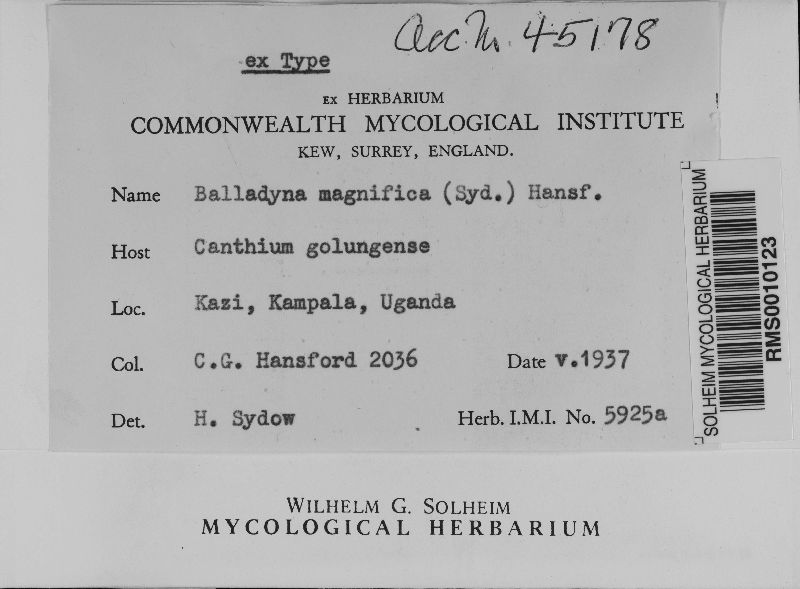 Acc. No. 45178
ex Type
EX HERBARIUM
COMMONWEALTH MYCOLOGICAL INSTITUTE
KEW, SURREY, ENGLAND.
Name Balladyna magnifica (Syd.) Hansf.
Host Canthium golungense
Loc. Kazi, Kampala, Uganda
Col. C.G. Hansford 2036 Date v.1937
Det. H. Sydow Herb. I.M.I. No. 5925a
SOLHEIM MYCOLOGICAL HERBARIUM
RMS0010123
WILHELM G. SOLHEIM
MYCOLOGICAL HERBARIUM